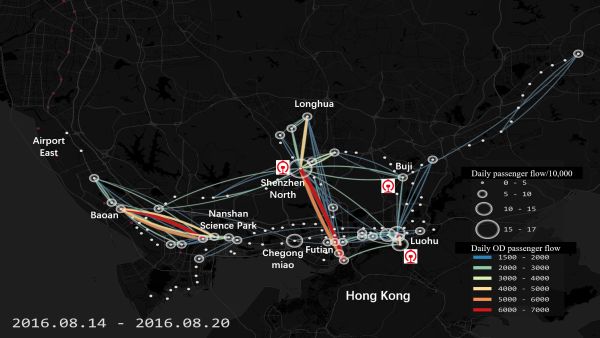 Longhua
Airport
East
Buji
Shenzhen
North
Baoan
Nanshan
Science Park
Chegong
miao
Futian
Luohu
Hong Kong
Daily passenger flow/10,000
0 - 5
5 - 10
10 - 15
15 - 17
Daily OD passenger flow
1500 - 2000
2000 - 3000
3000 - 4000
4000 - 5000
5000 - 6000
6000 - 7000
2016.08.14 - 2016.08.20